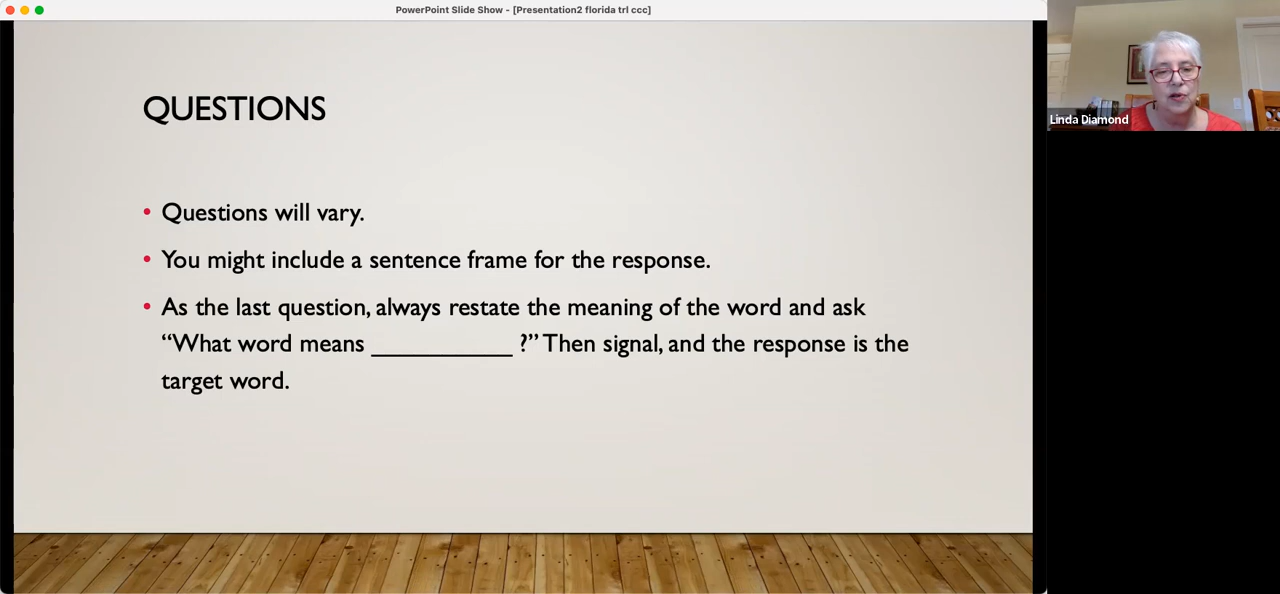 PowerPoint Slide Show - [Presentation2 florida trl ccc]
QUESTIONS
• Questions will vary.
• You might include a sentence frame for the response.
• As the last question, always restate the meaning of the word and ask
“What word means ___________ ?” Then signal, and the response is the
target word.
Linda Diamond